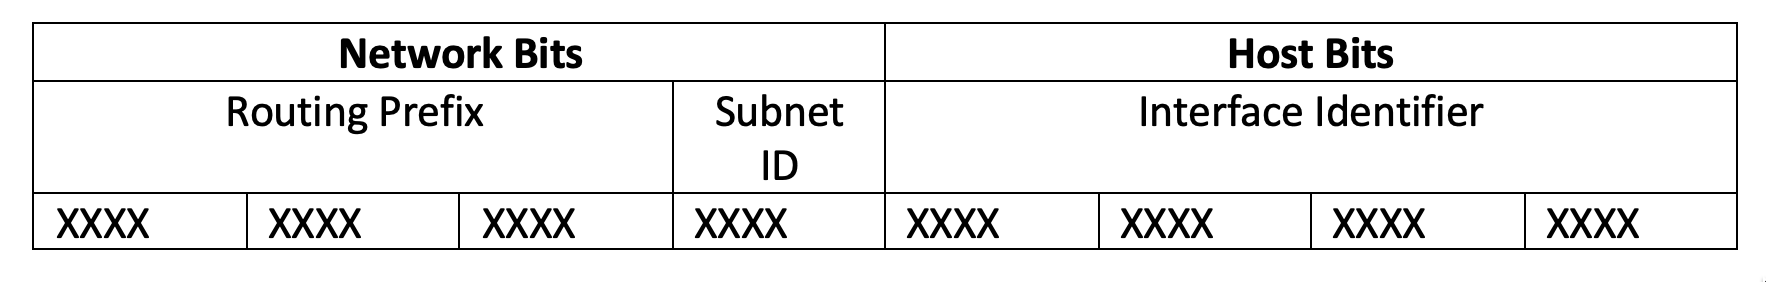 Network Bits
Host Bits
Routing Prefix
Subnet
ID
Interface Identifier
XXXX XXXX XXXX XXXX XXXX XXXX XXXX XXXX